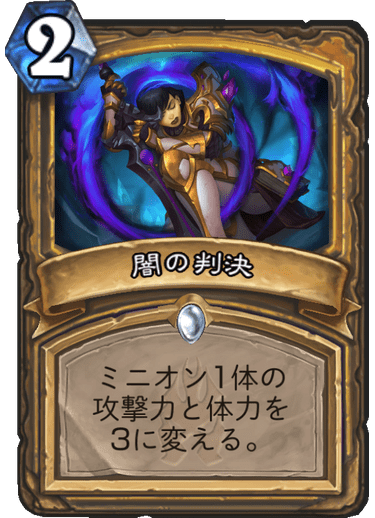 2
闇の判決
ミニオン1体の
攻撃力と体力を
3に変える。